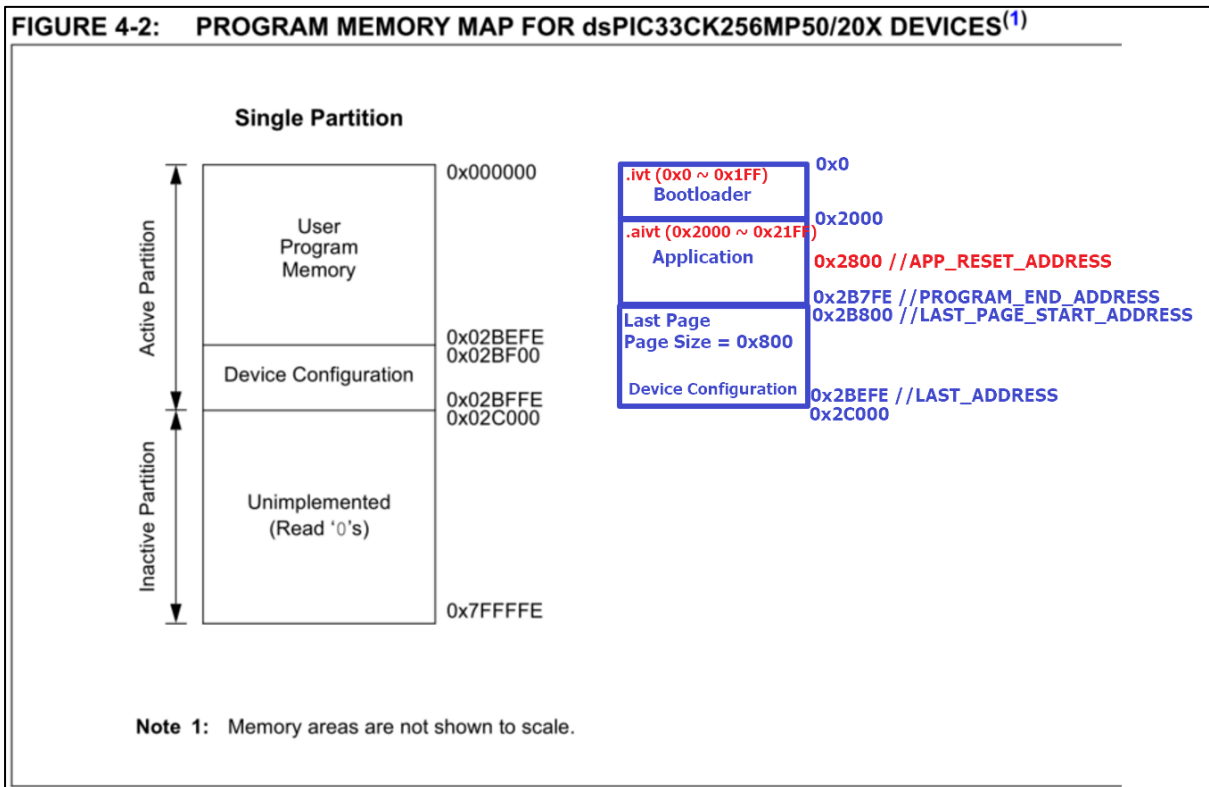 FIGURE 4-2: PROGRAM MEMORY MAP FOR dsPIC33CK256MP50/20X DEVICES(1)
Single Partition
Active Partition
Inactive Partition
User
Program
Memory
Device Configuration
Unimplemented
(Read ‘0’s)
0x000000
0x02BEFE
0x02BF00
0x02BFFE
0x02C000
0x7FFFFE
.ivt (0x0 ~ 0x1FF)
Bootloader
.aivt (0x2000 ~ 0x21FF)
Application
Last Page
Page Size = 0x800
Device Configuration
0x0
0x2000
0x2800 //APP_RESET_ADDRESS
0x2B7FE //PROGRAM_END_ADDRESS
0x2B800 //LAST_PAGE_START_ADDRESS
0x2BEFE //LAST_ADDRESS
0x2C000
Note 1: Memory areas are not shown to scale.